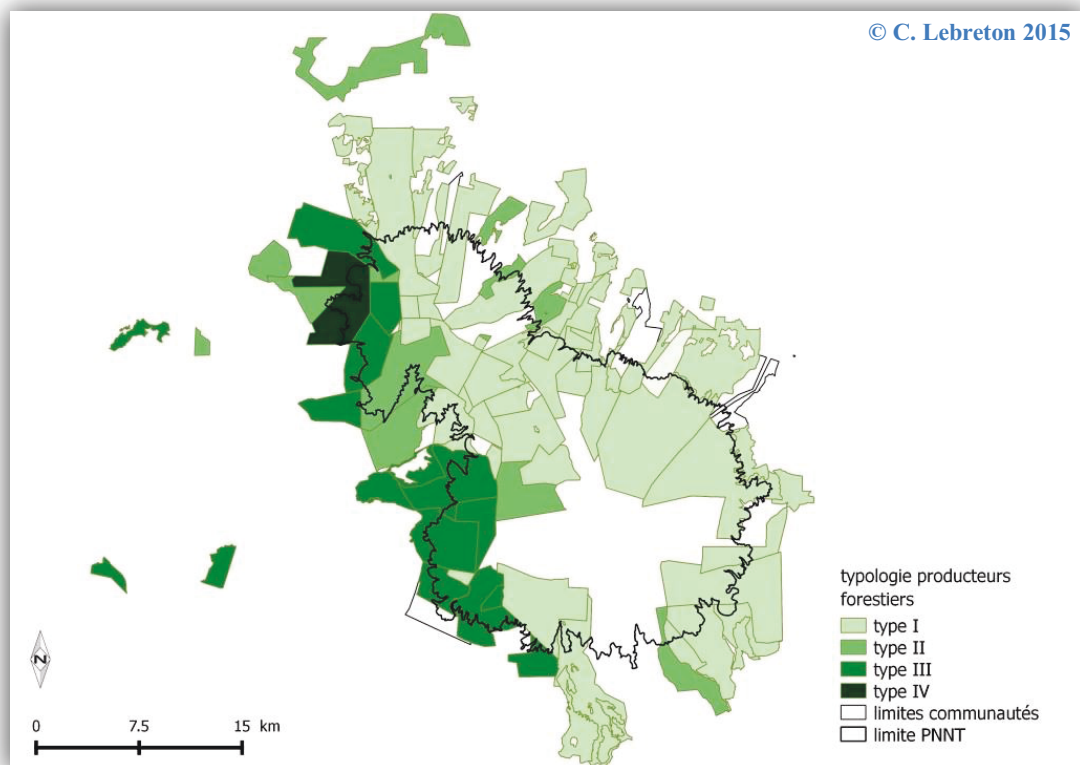 © C. Lebreton 2015
typologie producteurs
forestiers
type I
type II
type III
type IV
limites communautés
limite PNNT
N
0 7.5 15 km